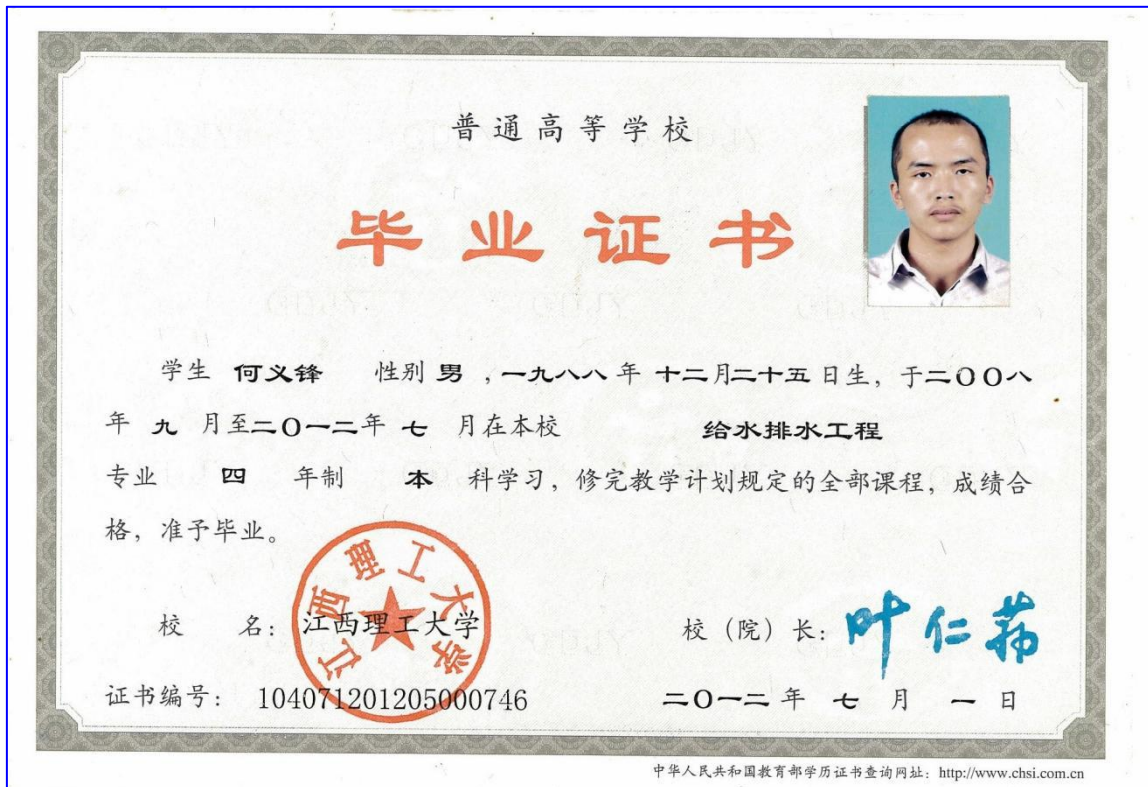 普通高等学校
毕业证书
学生 何义锋 性别 男 ，一九八八 年 十二月二十五 日生，于二〇〇八
年 九 月至二〇一二年 七 月在本校 给水排水工程
专业 四 年制 本 科学习，修完教学计划规定的全部课程，成绩合
格，准予毕业。
江西理工大学
校 名：江西理工大学 校（院）长：叶仁荪
证书编号： 104071201205000746 二〇一二 年 七 月 一 日
中华人民共和国教育部学历证书查询网址：http://www.chsi.com.cn